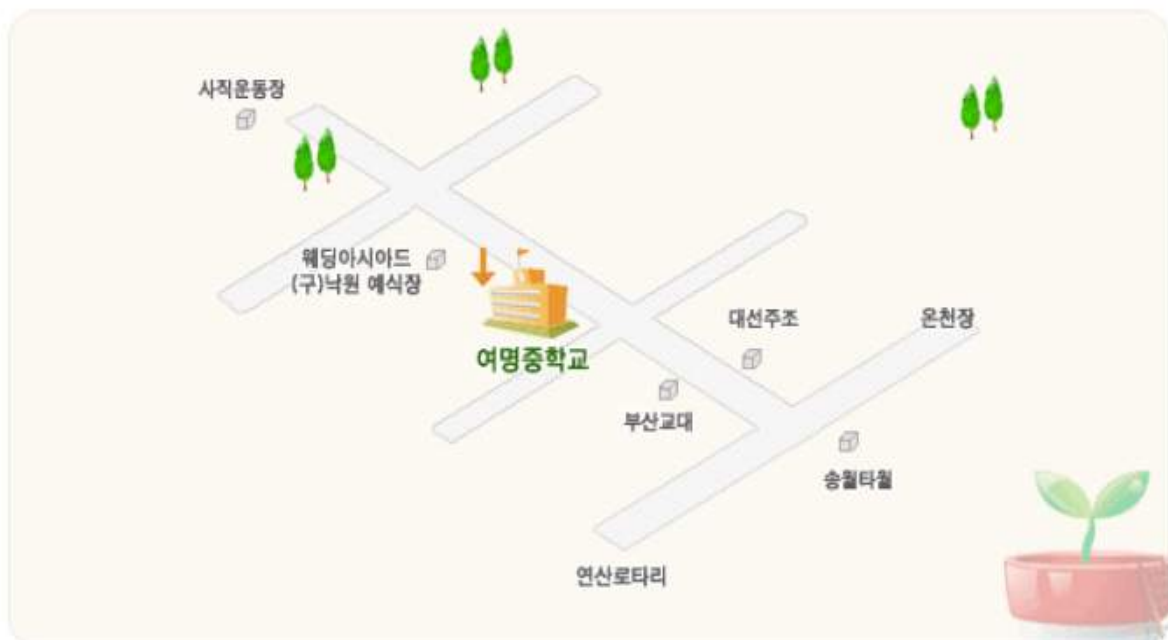 사직운동장
웨딩아시아드
(구)낙원 예식장
여명중학교
대선주조
온천장
부산교대
송월타월
연산로타리